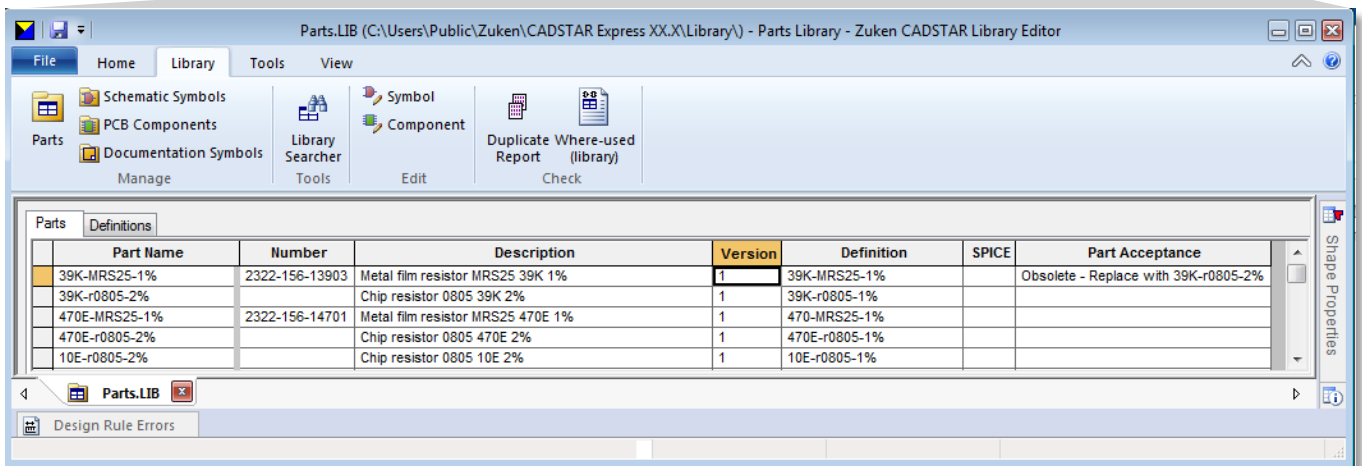 Parts.LIB (C:\Users\Public\Zuken\CADSTAR Express XX.X\Library\) - Parts Library - Zuken CADSTAR Library Editor
File Home Library Tools View
Parts
Schematic Symbols
PCB Components
Documentation Symbols
Manage
Library
Searcher
Tools
Symbol
Component
Edit
Duplicate Report
Where-used (library)
Check
Parts Definitions
Part Name Number Description Version Definition SPICE Part Acceptance
39K-MRS25-1% 2322-156-13903 Metal film resistor MRS25 39K 1% 1 39K-MRS25-1% Obsolete - Replace with 39K-r0805-2%
39K-r0805-2% Chip resistor 0805 39K 2% 1 39K-r0805-1%
470E-MRS25-1% 2322-156-14701 Metal film resistor MRS25 470E 1% 1 470-MRS25-1%
470E-r0805-2% Chip resistor 0805 470E 2% 1 470E-r0805-1%
10E-r0805-2% Chip resistor 0805 10E 2% 1 10E-r0805-1%
Shape Properties
Parts.LIB
Design Rule Errors